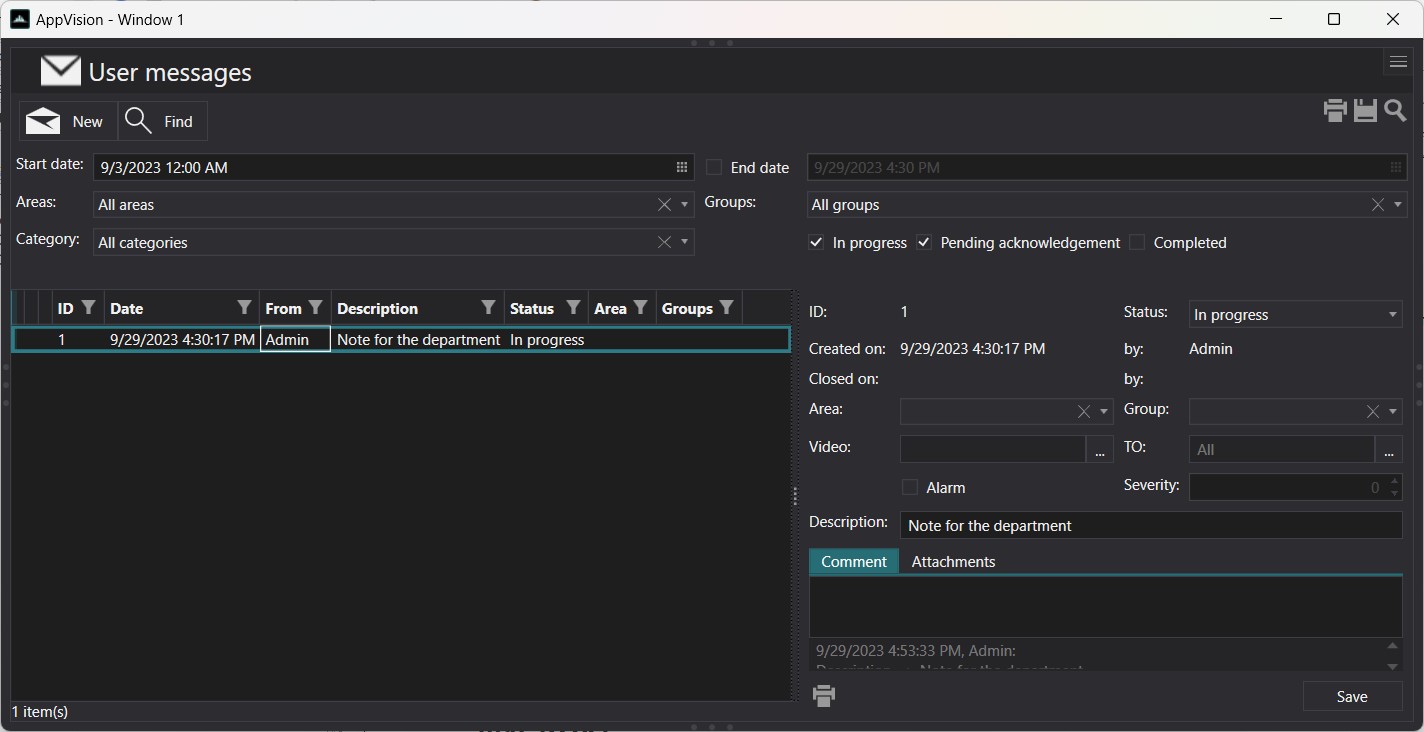 AppVision - Window 1
User messages
New Find
Start date: 9/3/2023 12:00 AM End date 9/29/2023 4:30 PM
Areas: All areas Groups: All groups
Category: All categories In progress Pending acknowledgement Completed
ID Date From Description Status Area Groups
1 9/29/2023 4:30:17 PM Admin Note for the department In progress
ID: 1 Status: In progress
Created on: 9/29/2023 4:30:17 PM by: Admin
Closed on: by:
Area: Group:
Video: ... TO: All ...
Alarm Severity: 0
Description: Note for the department
Comment Attachments
9/29/2023 4:53:33 PM, Admin:
Save
1 item(s)